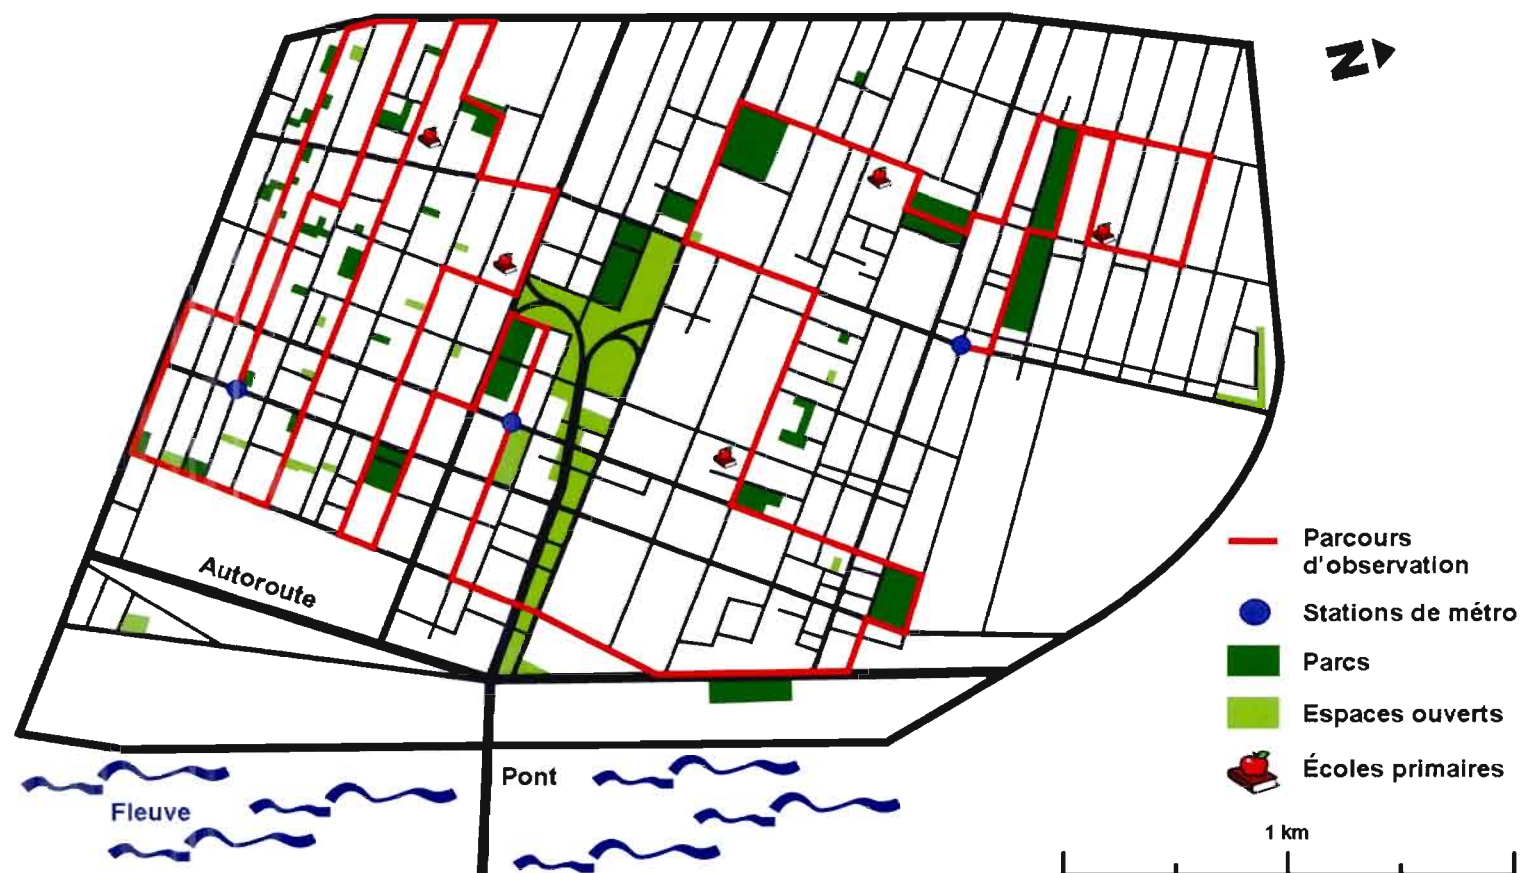 N
Autoroute
Pont
Fleuve
Parcours
d'observation
Stations de métro
Parcs
Espaces ouverts
Écoles primaires
1 km